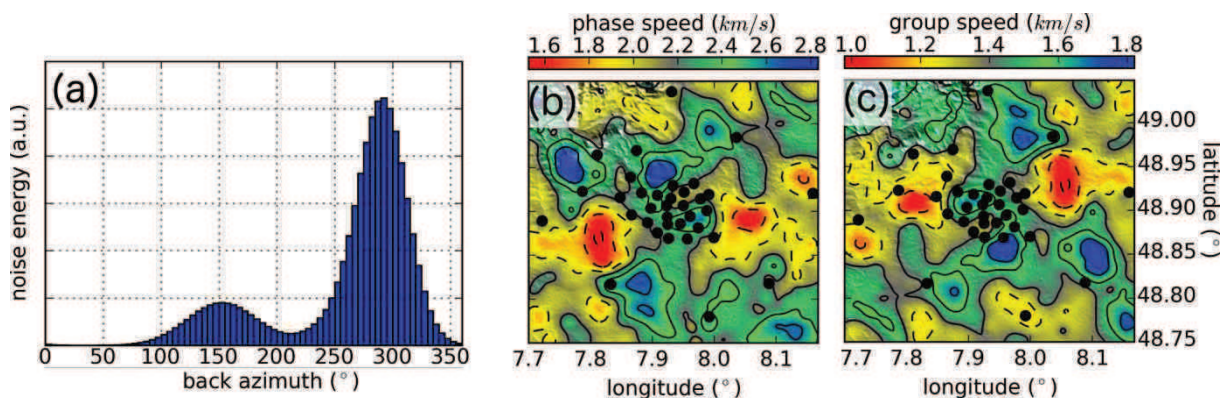 (a)
noise energy (a.u.)
0 50 100 150 200 250 300 350
back azimuth (°)
phase speed (km/s)
1.6 1.8 2.0 2.2 2.4 2.6 2.8
(b)
7.7 7.8 7.9 8.0 8.1
longitude (°)
group speed (km/s)
1.0 1.2 1.4 1.6 1.8
(c)
49.00
48.95
48.90
48.85
48.80
48.75
latitude (°)
7.7 7.8 7.9 8.0 8.1
longitude (°)